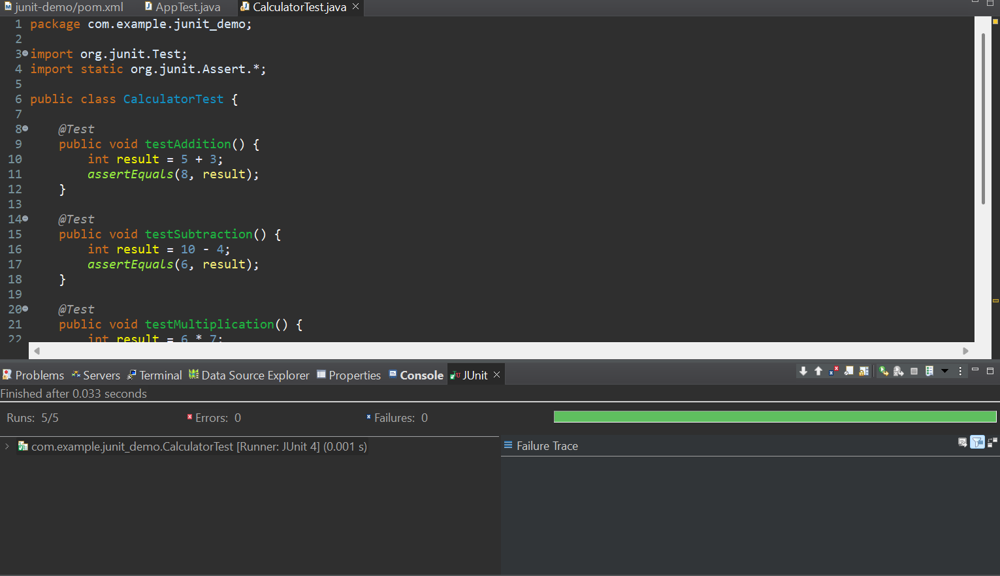 junit-demo/pom.xml AppTest.java CalculatorTest.java
1 package com.example.junit_demo;
2
3 import org.junit.Test;
4 import static org.junit.Assert.*;
5
6 public class CalculatorTest {
7
8 @Test
9 public void testAddition() {
10 int result = 5 + 3;
11 assertEquals(8, result);
12 }
13
14 @Test
15 public void testSubtraction() {
16 int result = 10 - 4;
17 assertEquals(6, result);
18 }
19
20 @Test
21 public void testMultiplication() {
22 int result = 6 * 7;
Problems Servers Terminal Data Source Explorer Properties Console JUnit
Finished after 0.033 seconds
Runs: 5/5 Errors: 0 Failures: 0
com.example.junit_demo.CalculatorTest [Runner: JUnit 4] (0.001 s)
Failure Trace